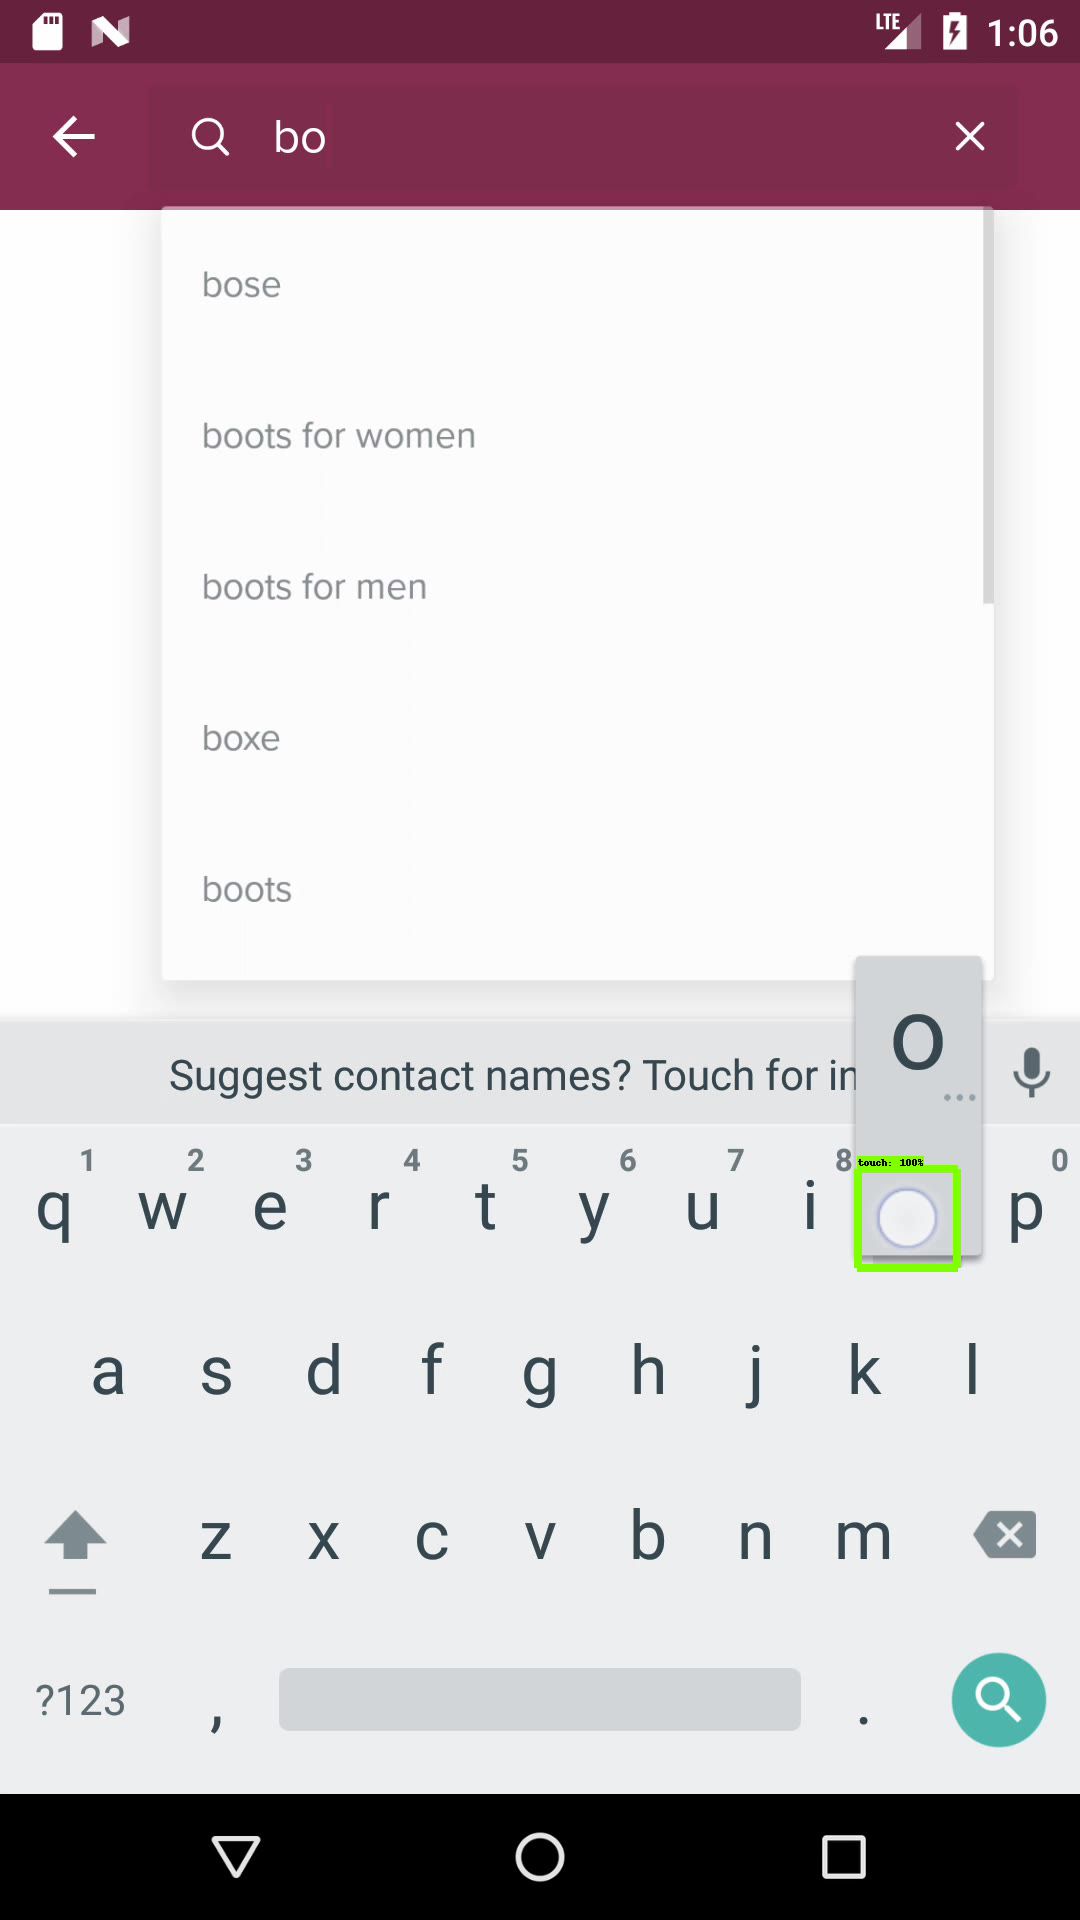 LTE 1:06
bo
bose
boots for women
boots for men
boxe
boots
O
Suggest contact names? Touch for in
...
touch: 100%
1 2 3 4 5 6 7 8 0
q w e r t y u i p
a s d f g h j k l
z x c v b n m
?123 , .